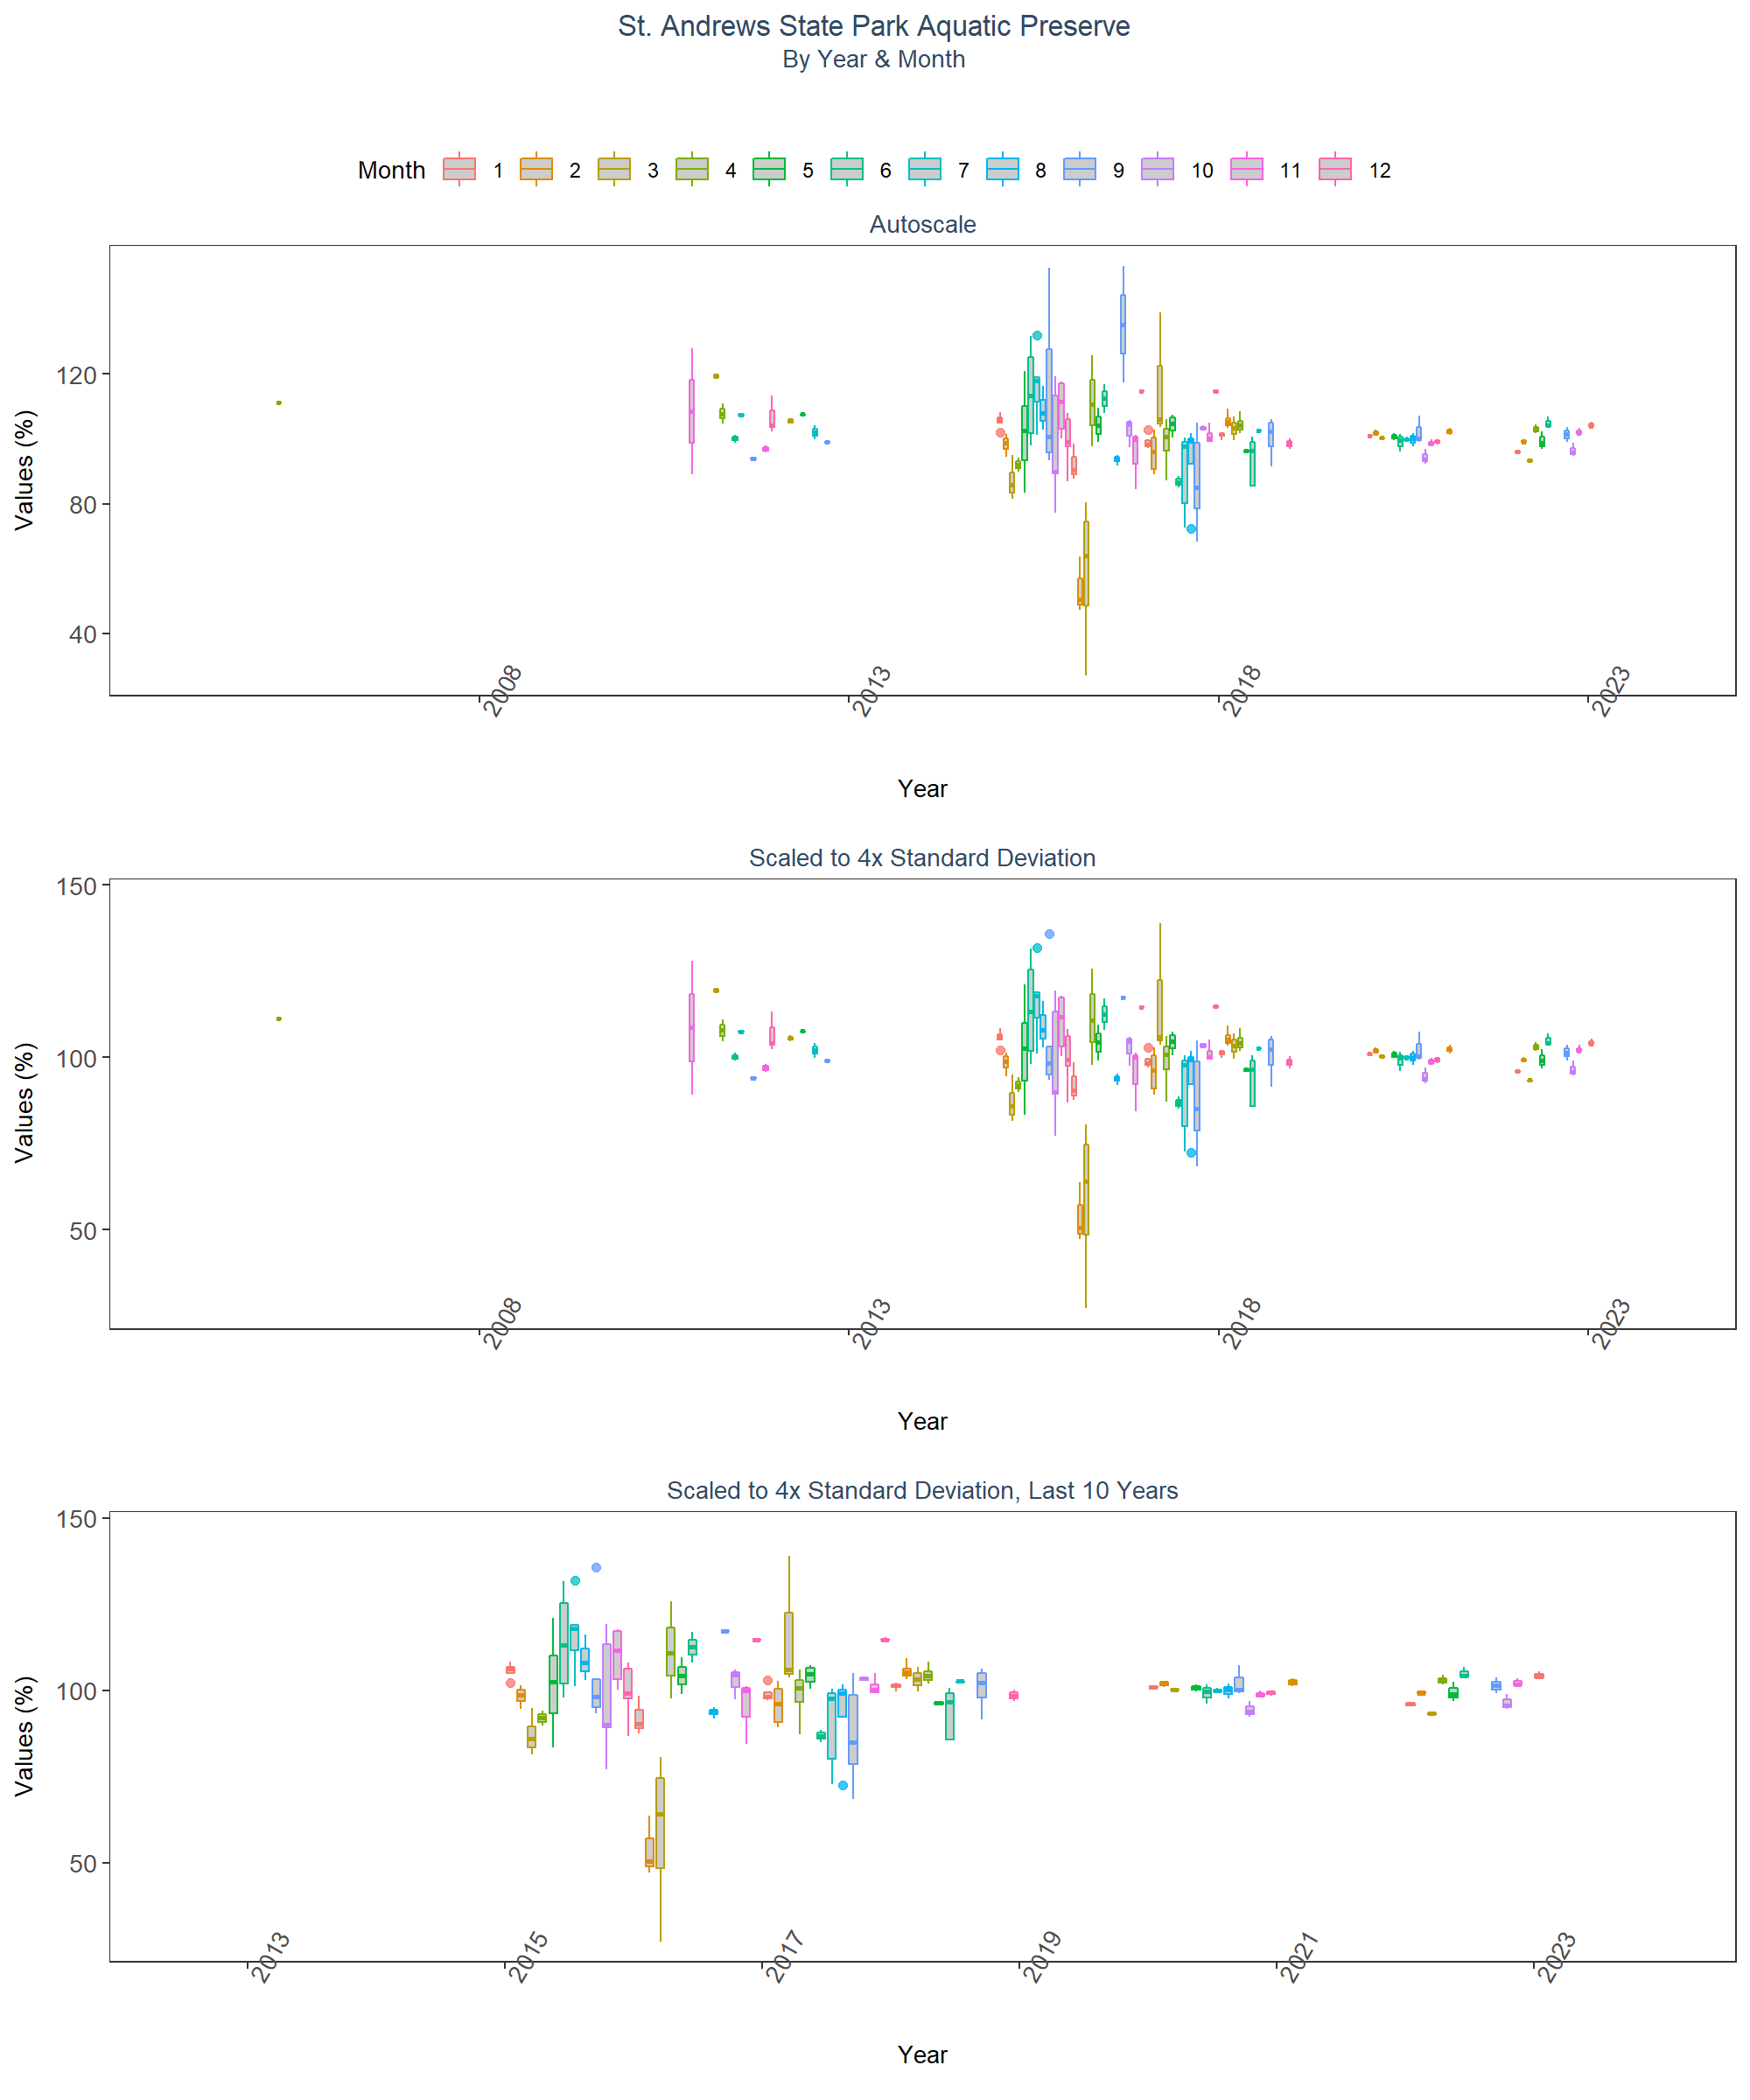 St. Andrews State Park Aquatic Preserve
By Year & Month
Month 1 2 3 4 5 6 7 8 9 10 11 12
Autoscale
Values (%)
120
80
40
2008 2013 2018 2023
Year
Scaled to 4x Standard Deviation
Values (%)
150
100
50
2008 2013 2018 2023
Year
Scaled to 4x Standard Deviation, Last 10 Years
Values (%)
150
100
50
2013 2015 2017 2019 2021 2023
Year